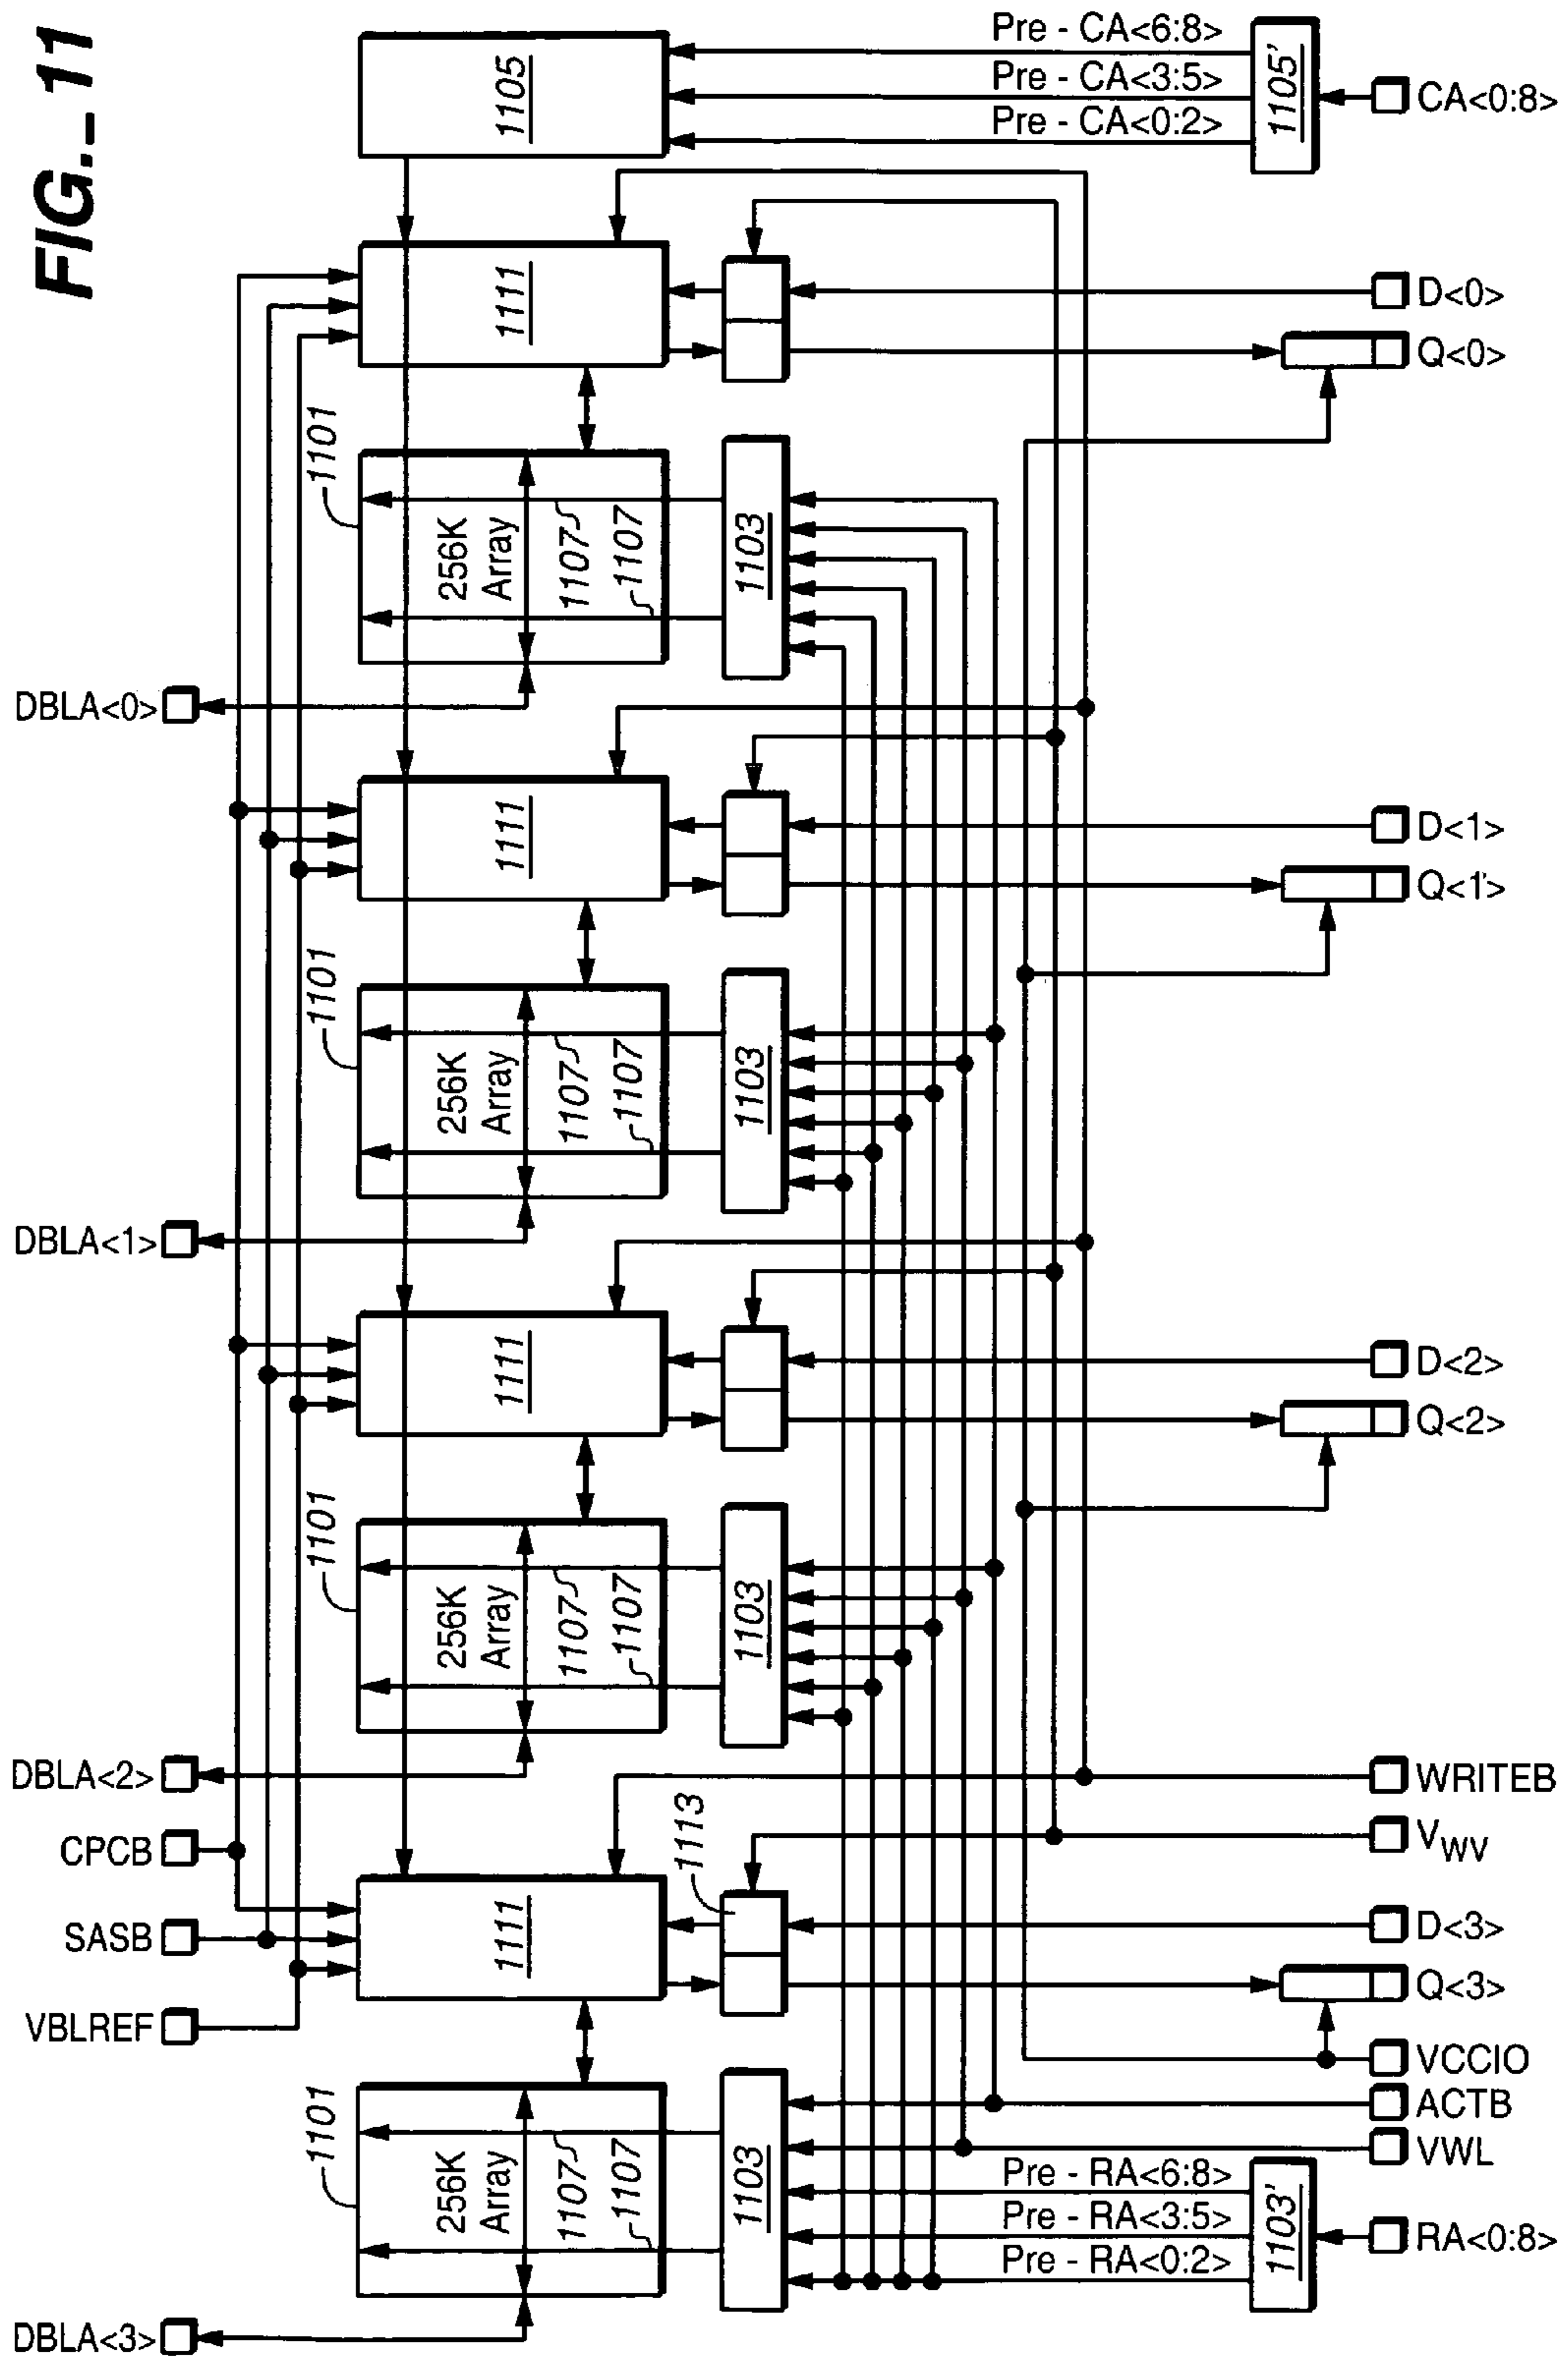 FIG._11
Pre - CA<6:8>
Pre - CA<3:5>
Pre - CA<0:2>
1105
1105'
CA<0:8>
1111
D<0>
Q<0>
1101
256K
Array
1107
1107
1103
DBLA<0>
1111
D<1>
Q<1>
1101
256K
Array
1107
1107
1103
DBLA<1>
1111
D<2>
Q<2>
1101
256K
Array
1107
1107
1103
DBLA<2>
WRITEB
1113
VWV
CPCB
1111
D<3>
SASB
Q<3>
VBLREF
VCCIO
ACTB
VWL
1101
256K
Array
1107
1107
1103
Pre - RA<6:8>
Pre - RA<3:5>
Pre - RA<0:2>
1103'
RA<0:8>
DBLA<3>